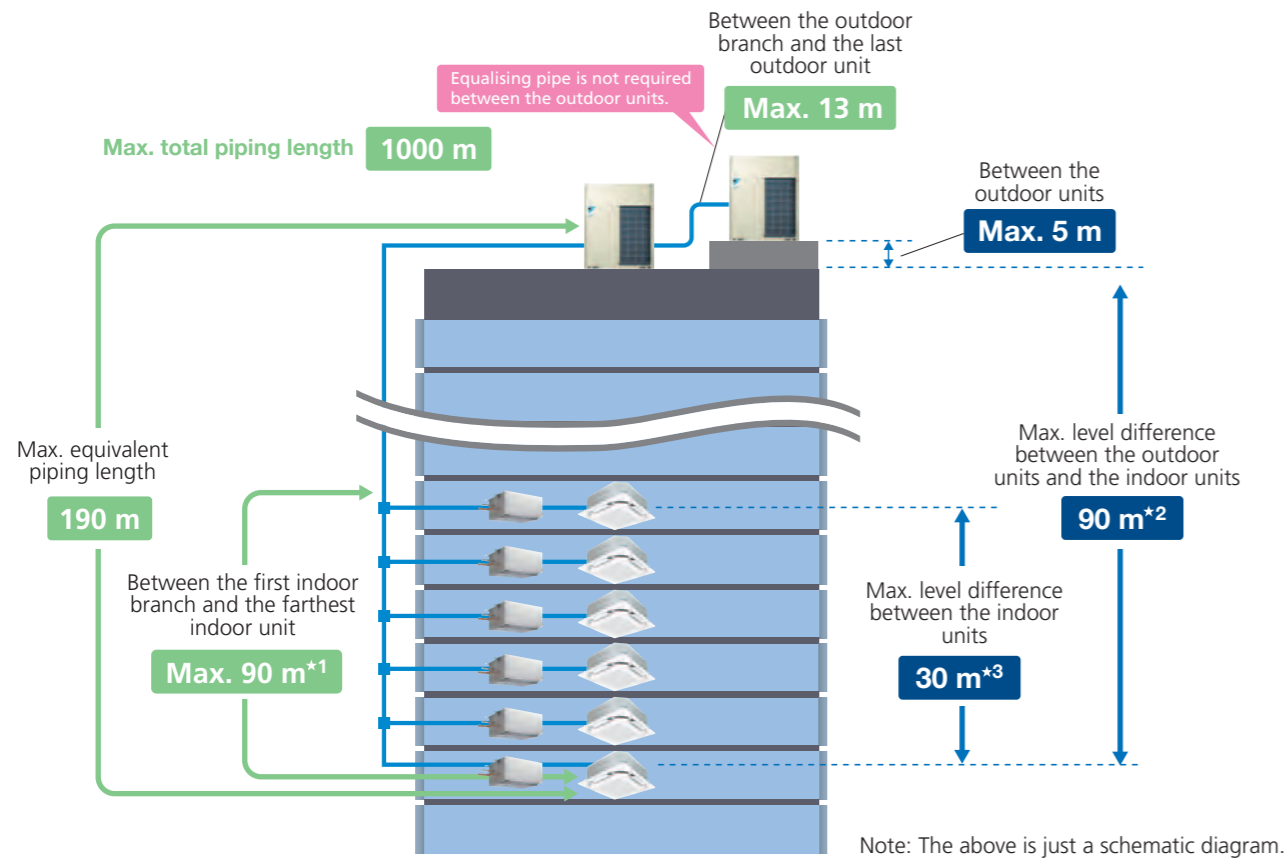 Between the outdoor
branch and the last
outdoor unit
Max. 13 m
Equalising pipe is not required
between the outdoor units.
Max. total piping length
1000 m
Between the
outdoor units
Max. 5 m
Max. equivalent
piping length
190 m
Between the first indoor
branch and the farthest
indoor unit
Max. 90 m★1
Max. level difference
between the outdoor
units and the indoor units
90 m★2
Max. level difference
between the indoor
units
30 m★3
Note: The above is just a schematic diagram.